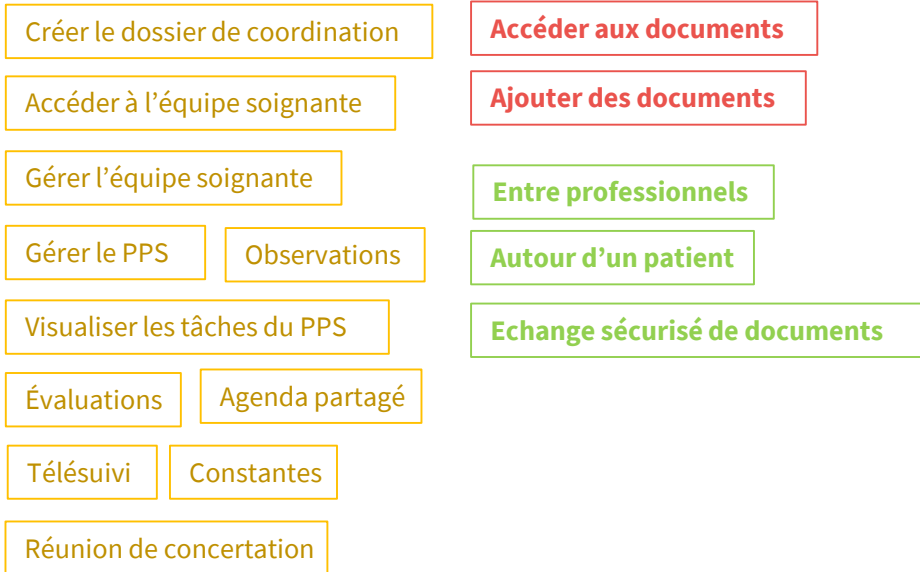 Créer le dossier de coordination
Accéder à l’équipe soignante
Gérer l’équipe soignante
Gérer le PPS
Observations
Visualiser les tâches du PPS
Évaluations
Agenda partagé
Télésuivi
Constantes
Réunion de concertation
Accéder aux documents
Ajouter des documents
Entre professionnels
Autour d’un patient
Echange sécurisé de documents